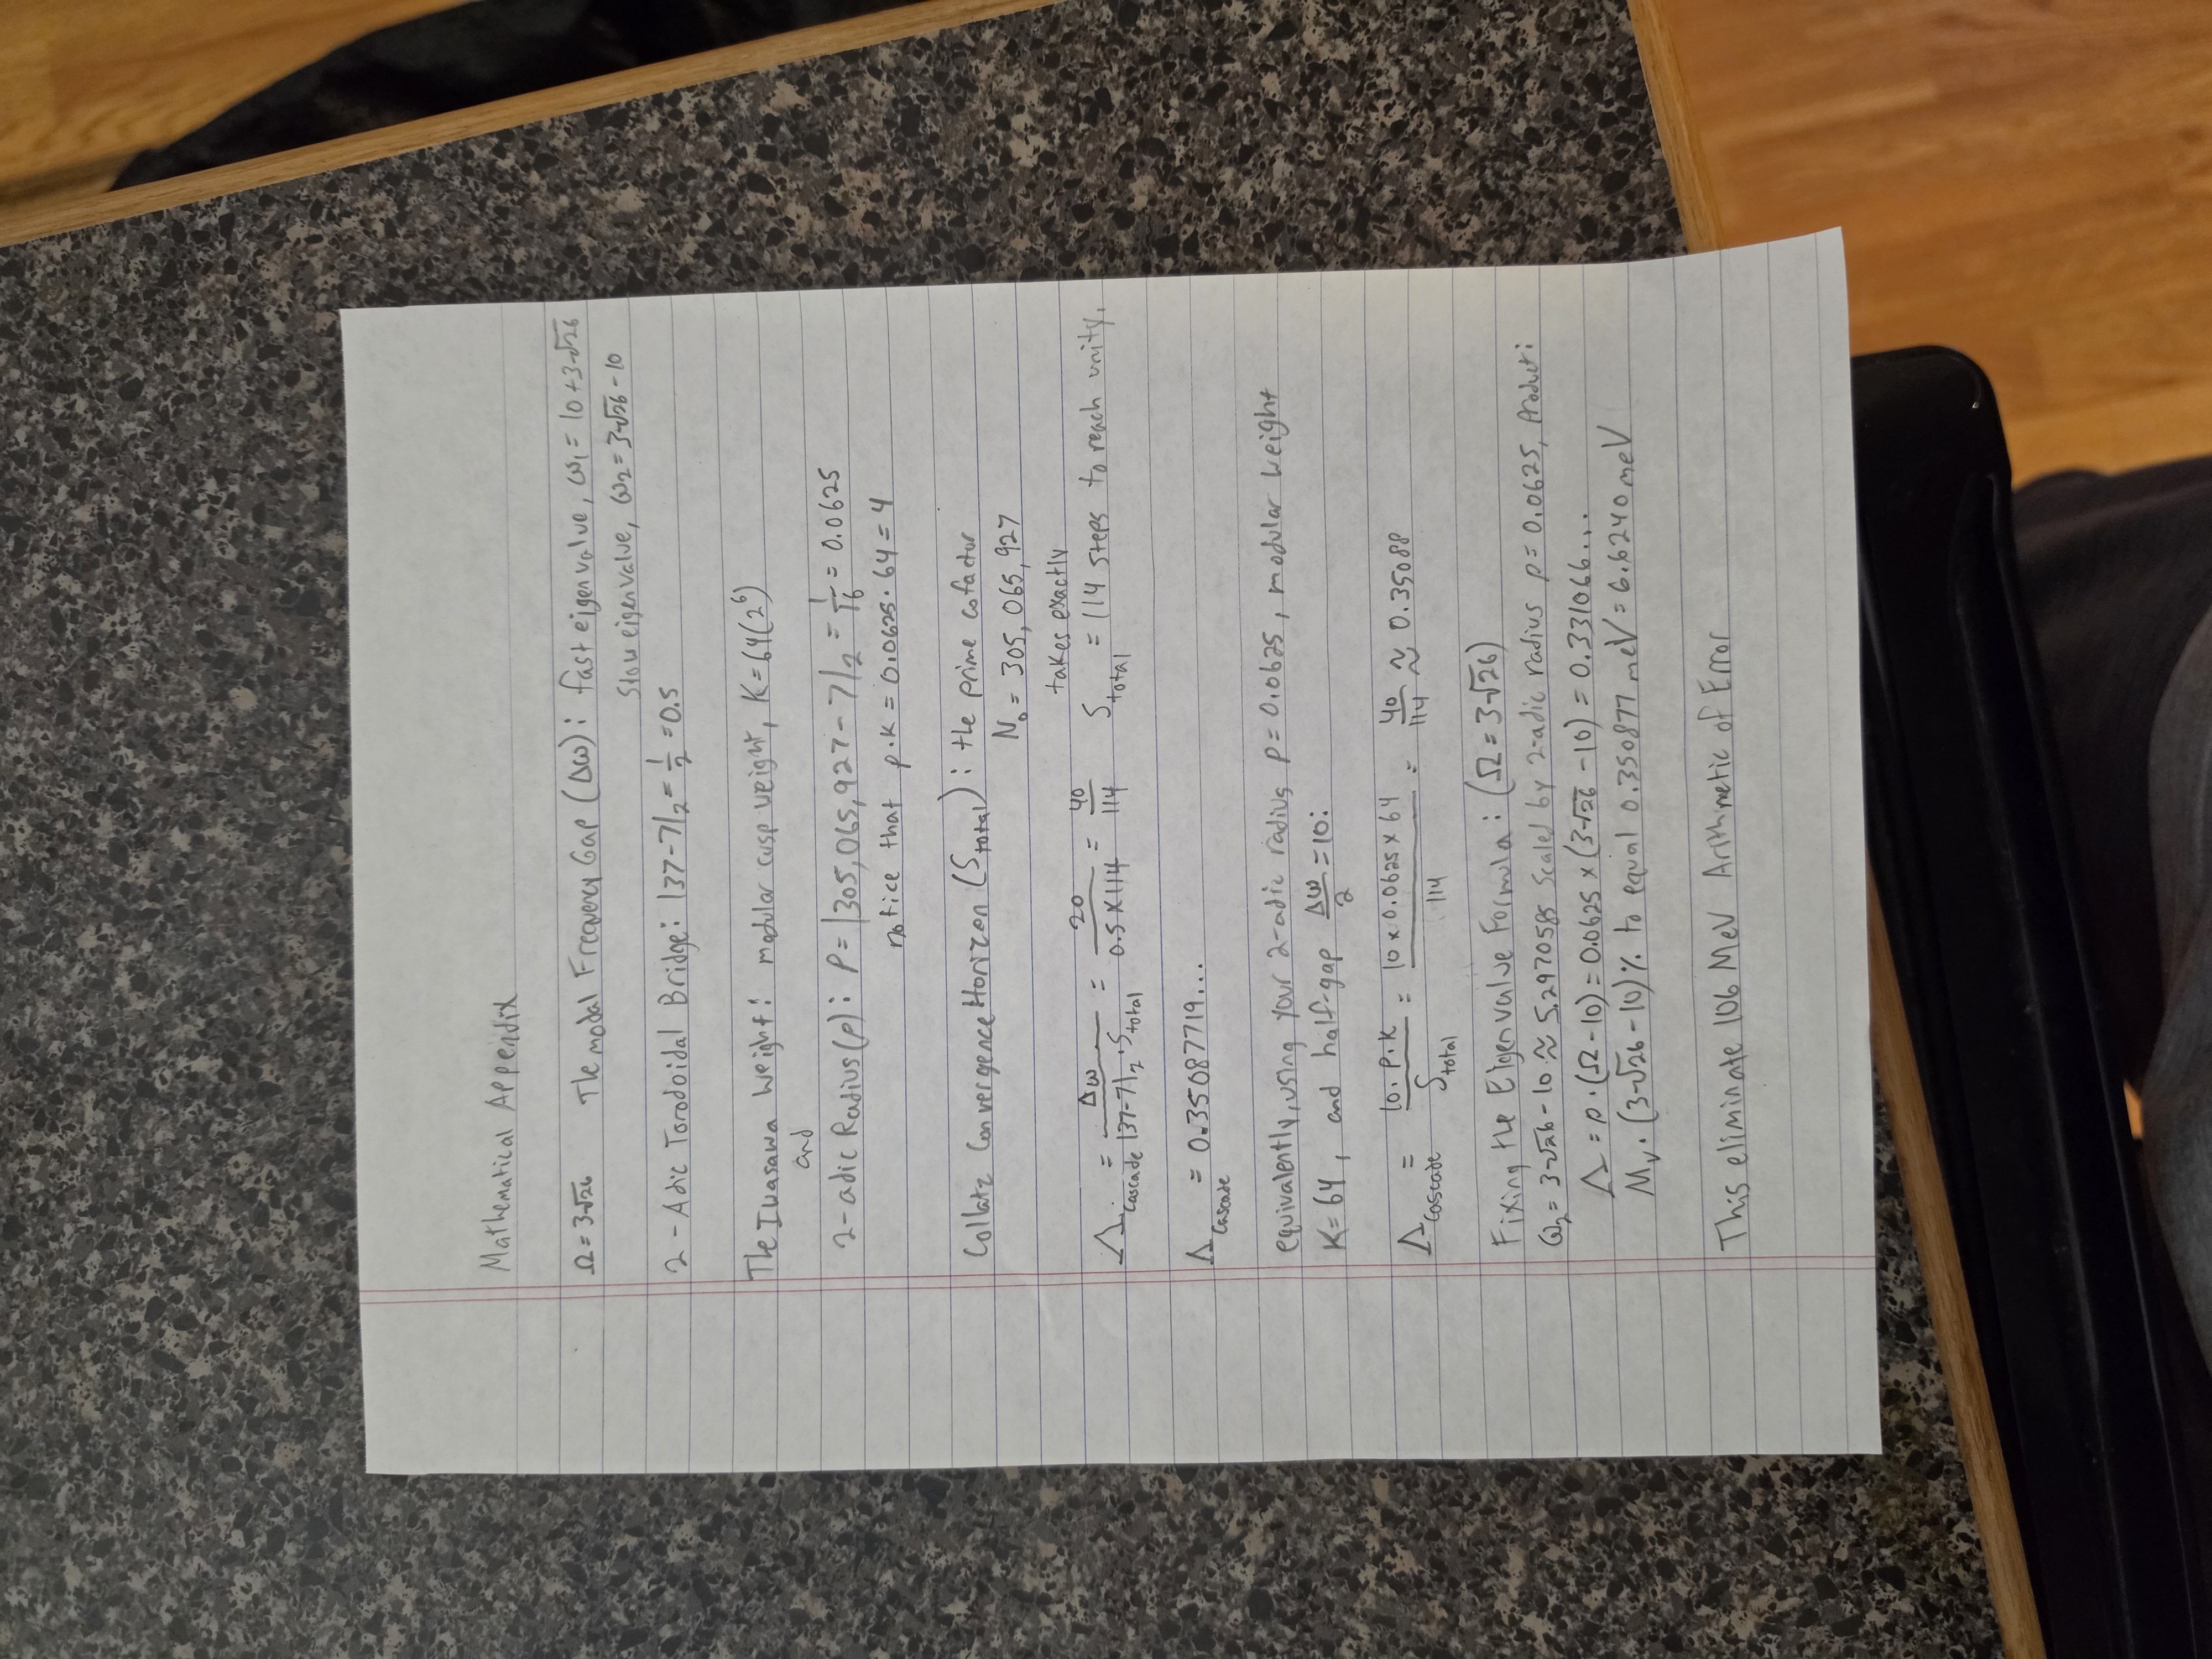 Mathematical Appendix
Ω = 3√26 The modal Frequency Gap (Δω): fast eigenvalue, ω₁ = 10 + 3√26
Slow eigenvalue, ω₂ = 3√26 - 10
2 - Adic Torodoidal Bridge: |37-7|₂ = 1/2 = 0.5
The Iwasawa Weight: modular cusp weight, K = 64 (2⁶)
and
2-adic Radius (ρ): ρ = |305,065,927 - 7|₂ = 1/16 = 0.0625
notice that ρ·K = 0.0625 · 64 = 4
Collatz Convergence Horizon (S_total): the prime cofactor
N₀ = 305,065,927
takes exactly
Λ_cascade = Δω / |37-7|₂ · S_total = 20 / 0.5 × 114 = 40/114 S_total = 114 steps to reach unity.
Λ_cascade = 0.35087719...
equivalently, using your 2-adic radius ρ = 0.0625, modular weight
K = 64, and half-gap Δω/2 = 10:
Λ_cascade = 10·ρ·K / S_total = 10 × 0.0625 × 64 / 114 = 40/114 ≈ 0.35088
Fixing the Eigenvalue Formula: (Ω = 3√26)
ω₂ = 3√26 - 10 ≈ 5.2970585 Scaled by 2-adic radius ρ = 0.0625, Product:
Λ = ρ · (Ω - 10) = 0.0625 × (3√26 - 10) = 0.331066...
Mᵥ · (3√26 - 10)% to equal 0.350877 meV = 6.6240 meV
This eliminate 106 MeV Arithmetic of Error